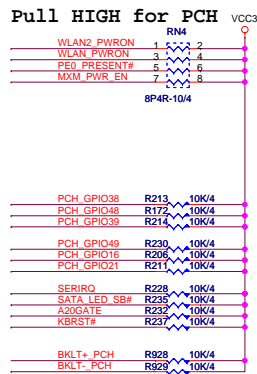 Pull HIGH for PCH VCC3
RN4
WLAN2_PWRON 1 2
WLAN_PWRON 3 4
PE0_PRESENT# 5 6
MXM_PWR_EN 7 8
8P4R-10/4
PCH_GPIO38 R213 10K/4
PCH_GPIO48 R172 10K/4
PCH_GPIO39 R214 10K/4
PCH_GPIO49 R230 10K/4
PCH_GPIO16 R206 10K/4
PCH_GPIO21 R211 10K/4
SERIRQ R228 10K/4
SATA_LED_SB# R235 10K/4
A20GATE R232 10K/4
KBRST# R237 10K/4
BKLT+_PCH R928 10K/4
BKLT-_PCH R929 10K/4